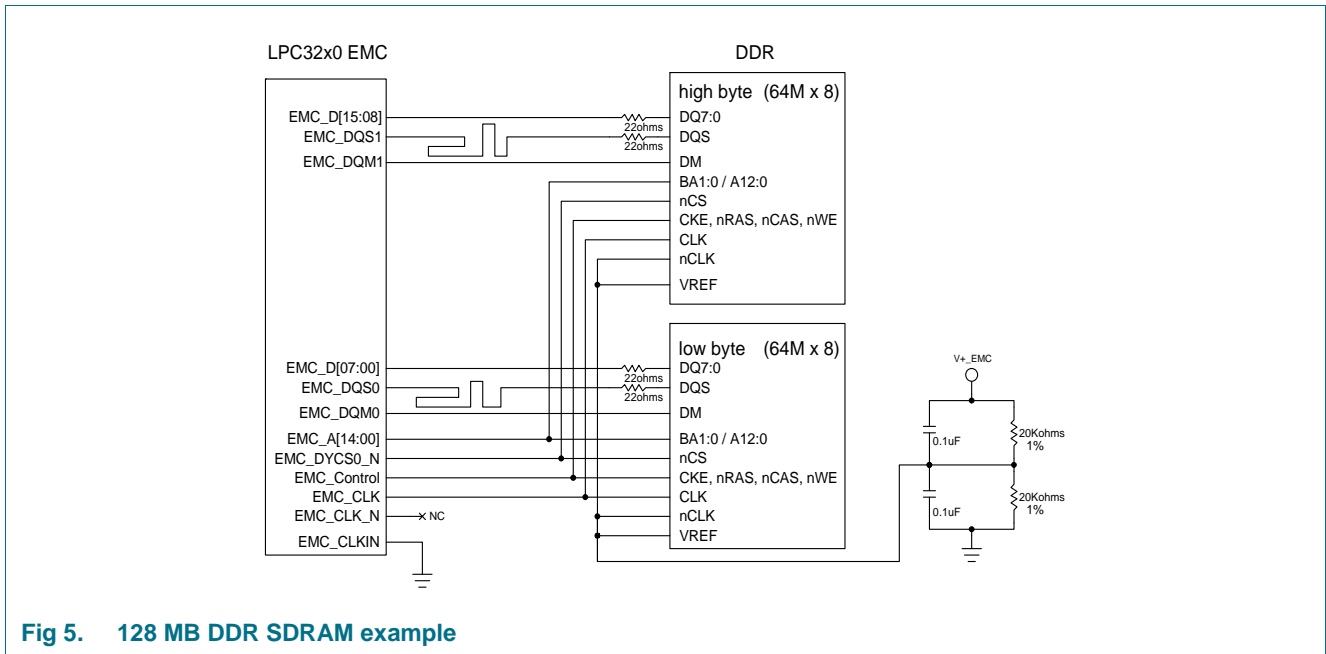 LPC32x0 EMC
DDR
high byte (64M x 8)
EMC_D[15:08]
22ohms
DQ7:0
EMC_DQS1
22ohms
DQS
EMC_DQM1
DM
BA1:0 / A12:0
nCS
CKE, nRAS, nCAS, nWE
CLK
nCLK
VREF
low byte (64M x 8)
EMC_D[07:00]
22ohms
DQ7:0
EMC_DQS0
22ohms
DQS
EMC_DQM0
DM
EMC_A[14:00]
BA1:0 / A12:0
EMC_DYCS0_N
nCS
EMC_Control
CKE, nRAS, nCAS, nWE
EMC_CLK
CLK
EMC_CLK_N
NC
nCLK
VREF
EMC_CLKIN
V+_EMC
0.1uF
20Kohms
1%
0.1uF
20Kohms
1%
Fig 5. 128 MB DDR SDRAM example